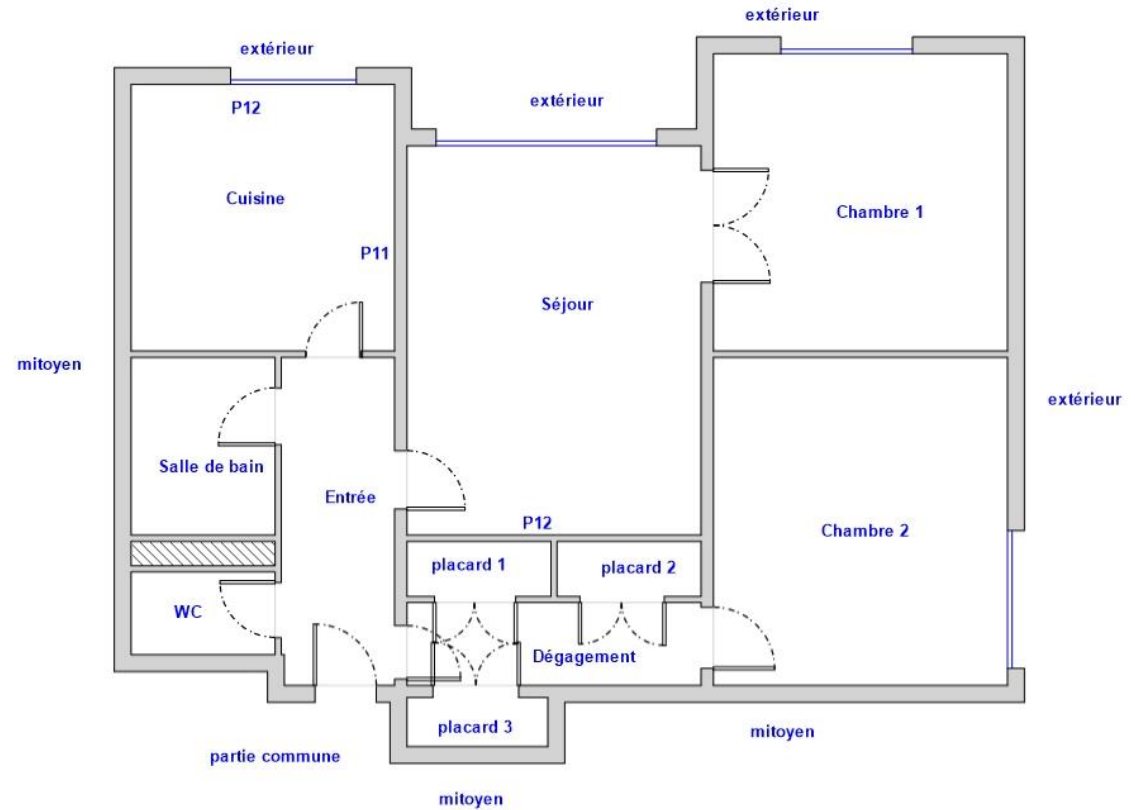 extérieur
extérieur
extérieur
P12
Cuisine
Chambre 1
P11
Séjour
mitoyen
extérieur
Salle de bain
Entrée
P12
Chambre 2
placard 1
placard 2
WC
Dégagement
placard 3
partie commune
mitoyen
mitoyen